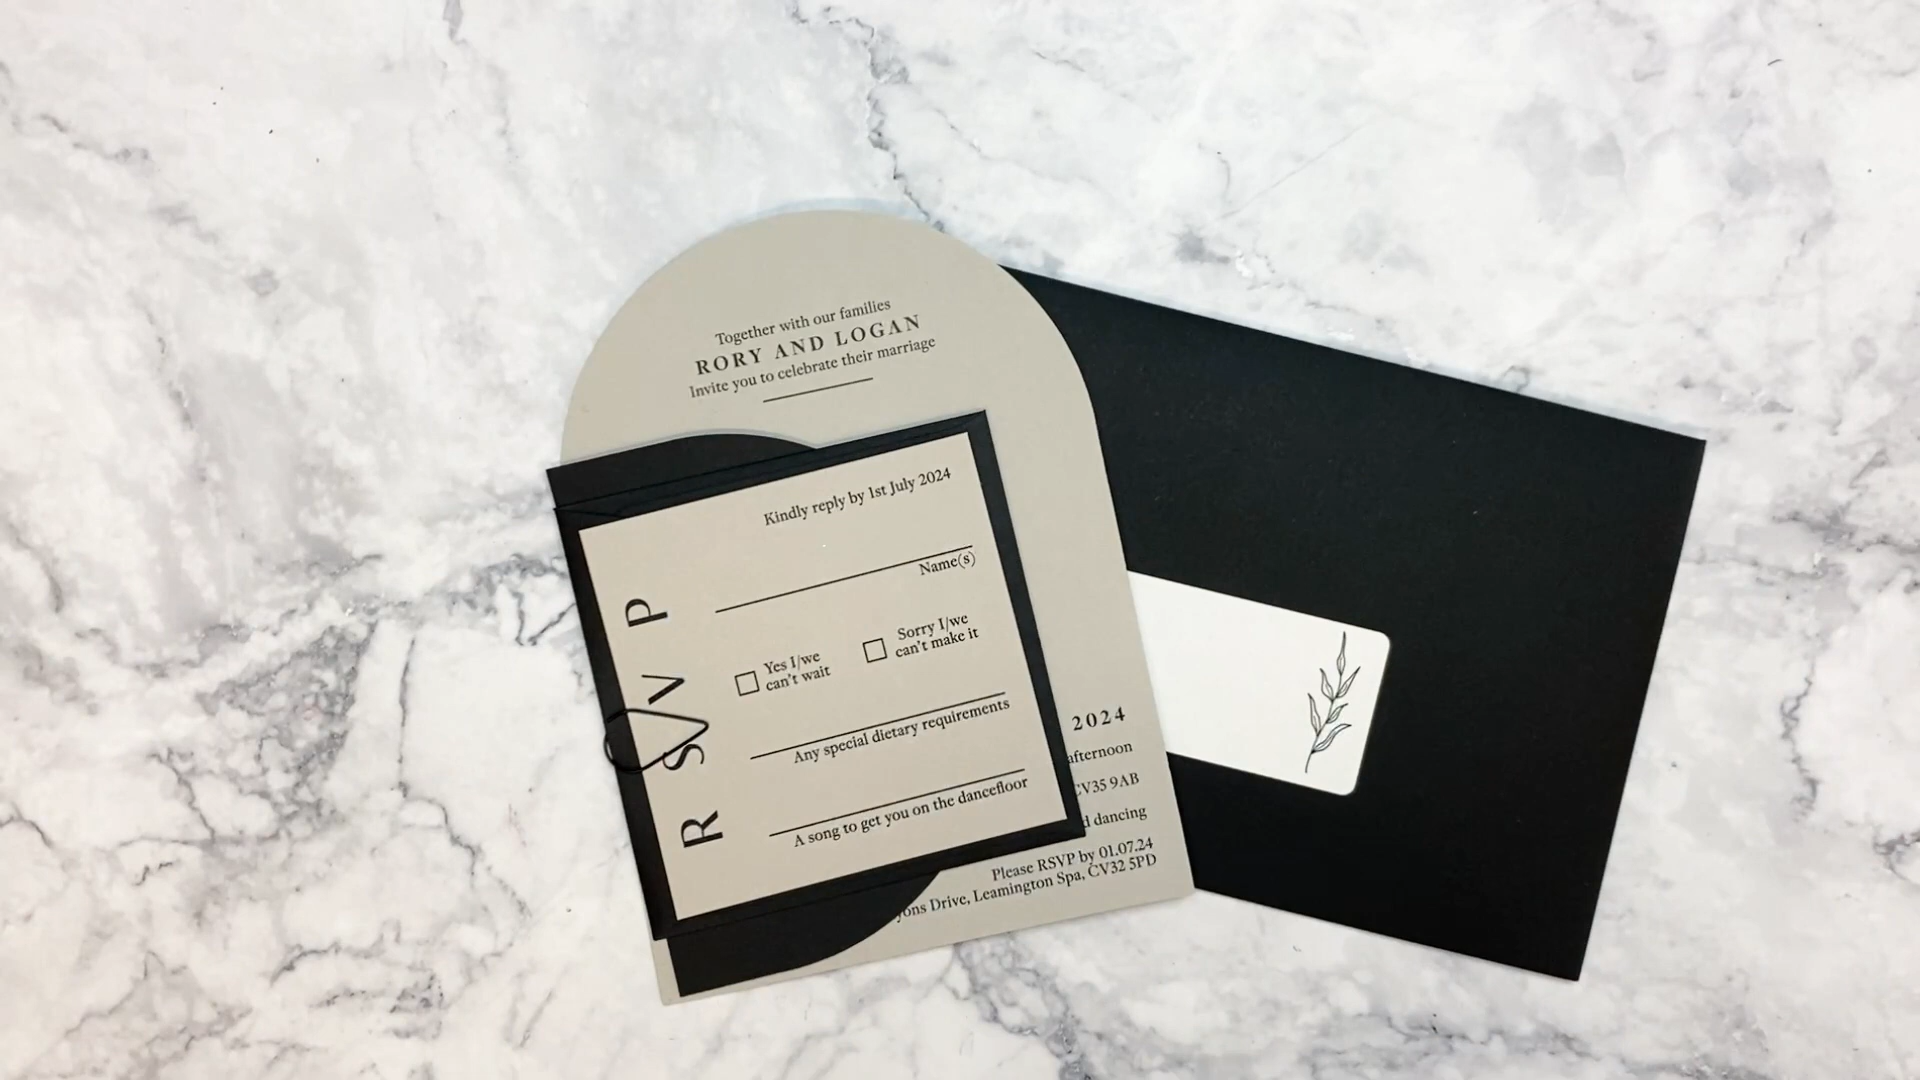 Together with our families
RORY AND LOGAN
Invite you to celebrate their marriage
Kindly reply by 1st July 2024
Name(s)
Yes I/we
can't wait
Sorry I/we
can't make it
Any special dietary requirements
A song to get you on the dancefloor
R S V P
2024
afternoon
CV35 9AB
dancing
Please RSVP by 01.07.24
Drive, Leamington Spa, CV32 5PD